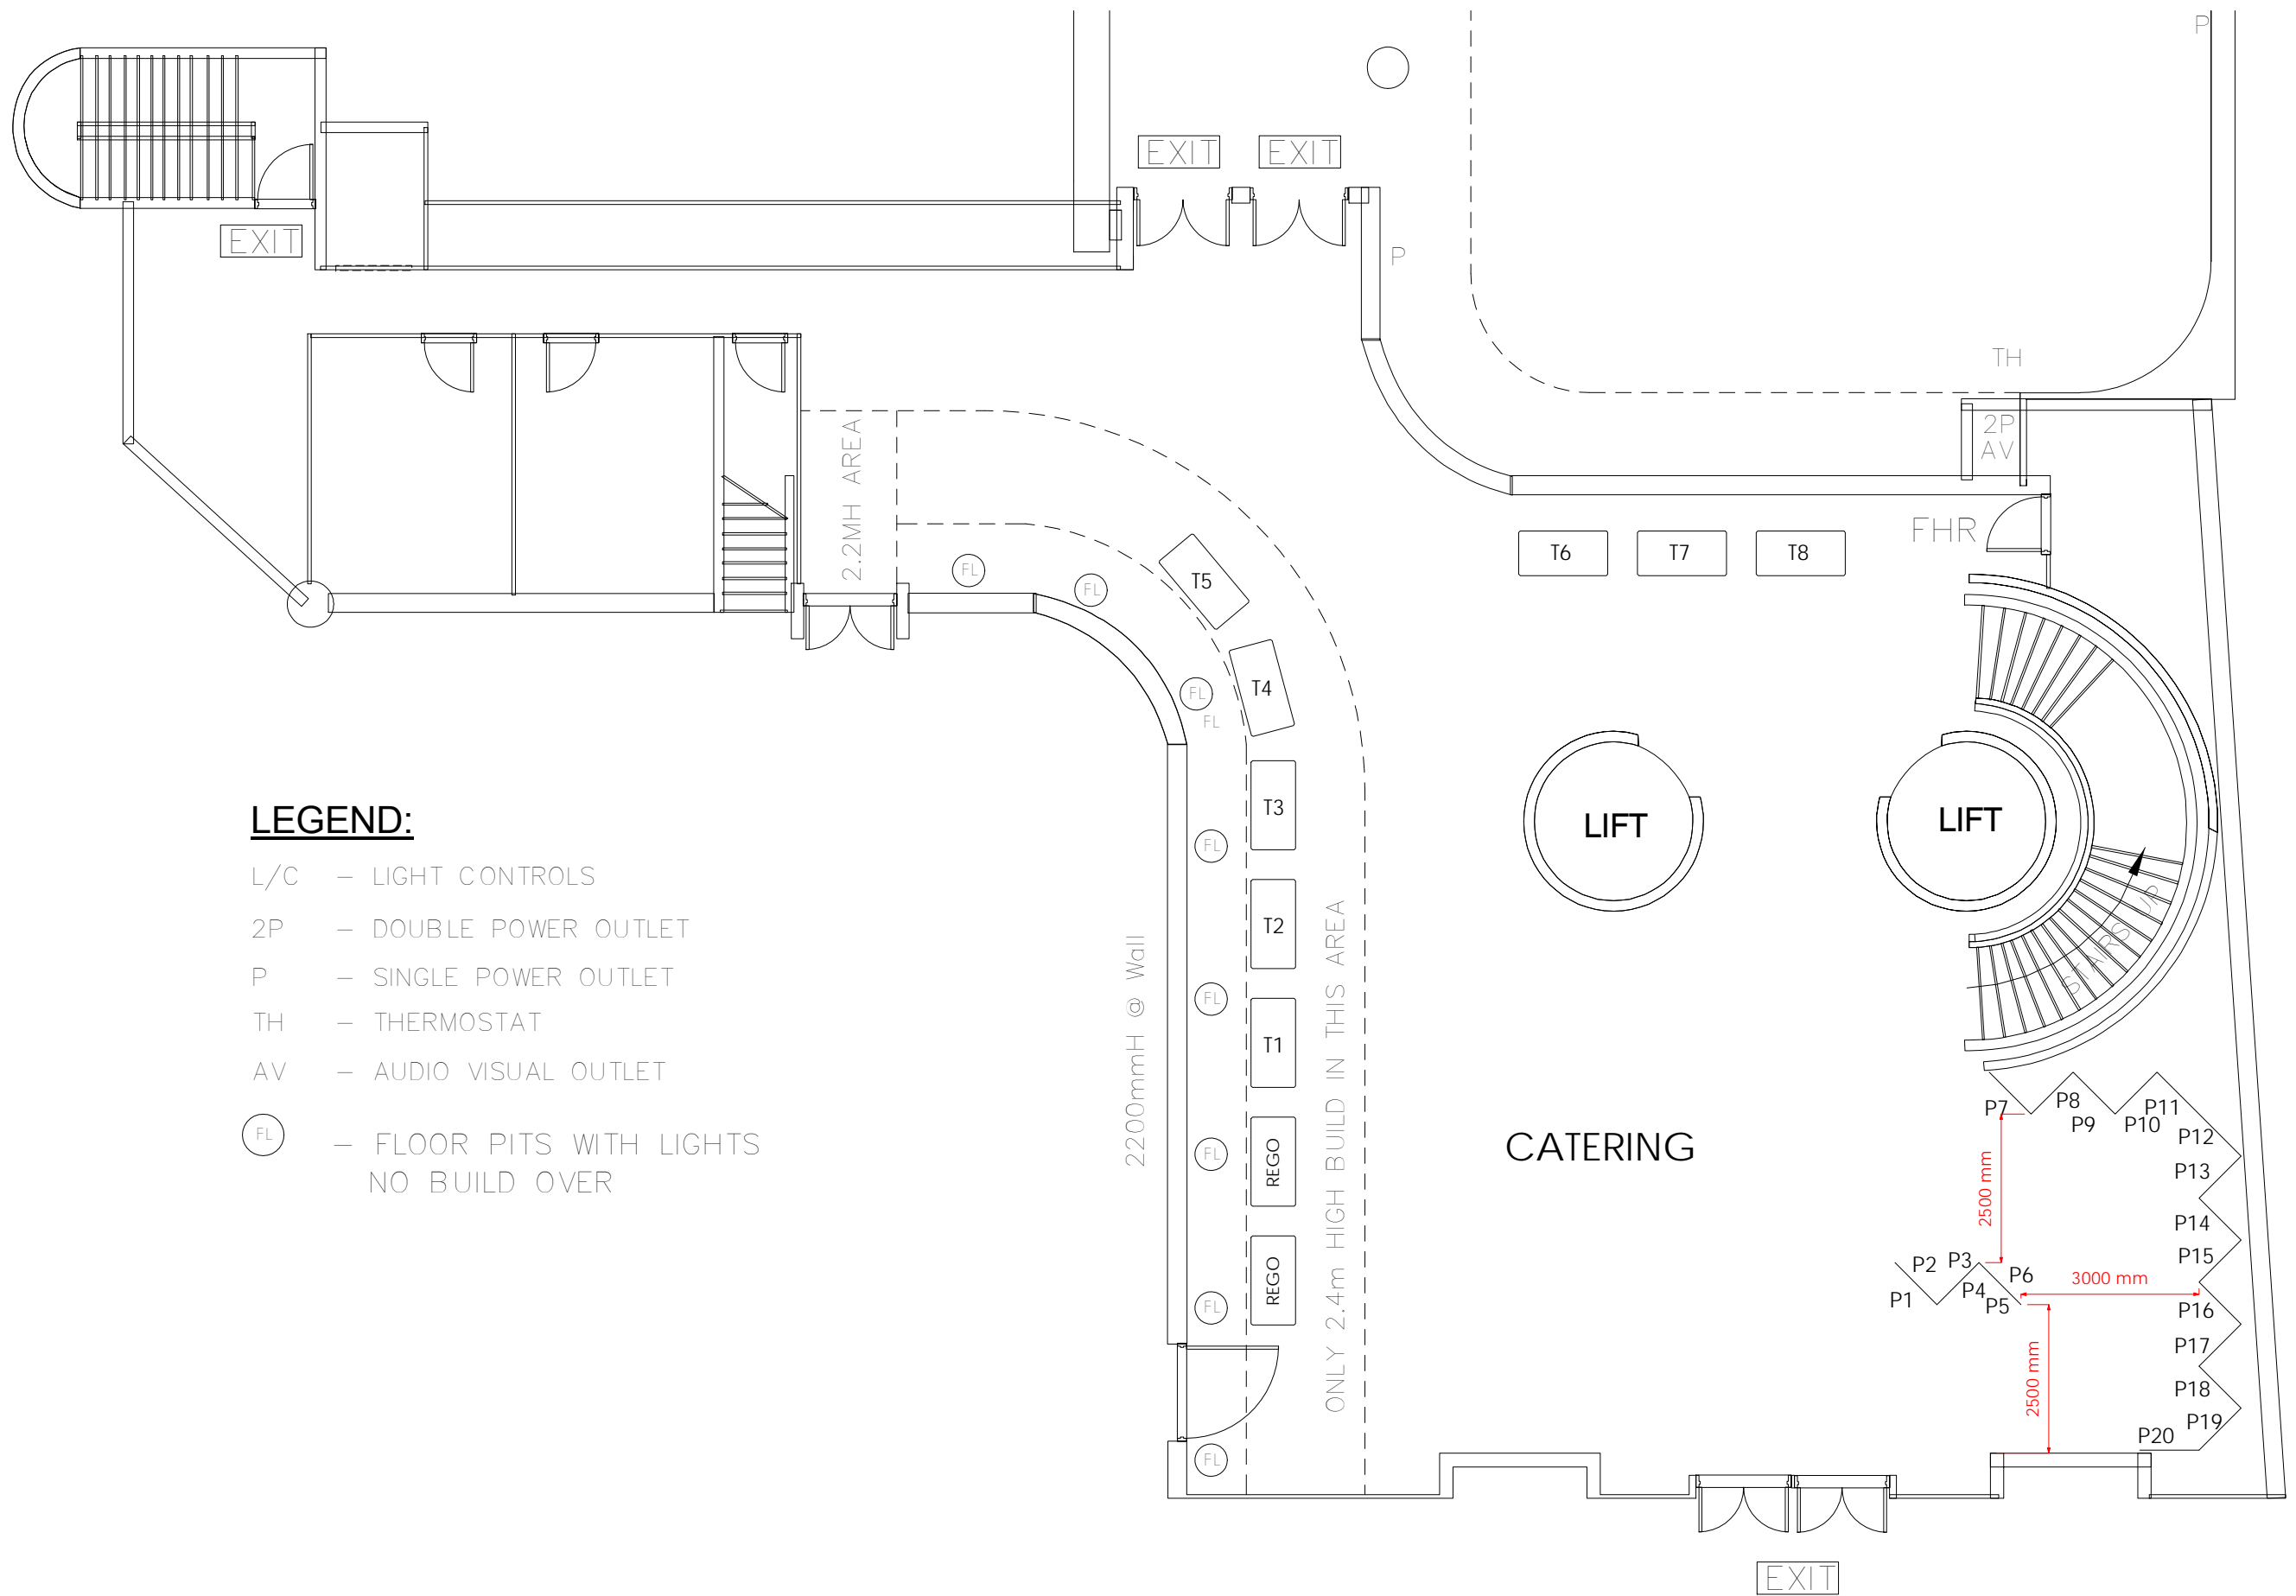 P
EXIT
EXIT
EXIT
P
TH
2P
AV
2.2MH AREA
FHR
T6
T7
T8
FL
FL
T5
T4
FL
FL
T3
LIFT
LIFT
LEGEND:
L/C – LIGHT CONTROLS
2P – DOUBLE POWER OUTLET
P – SINGLE POWER OUTLET
TH – THERMOSTAT
AV – AUDIO VISUAL OUTLET
FL – FLOOR PITS WITH LIGHTS
NO BUILD OVER
FL
T2
STAIRS UP
2200mmH @ Wall
ONLY 2.4m HIGH BUILD IN THIS AREA
FL
T1
CATERING
FL
REGO
FL
REGO
FL
P7
P8
P9
P10
P11
P12
P13
P14
P15
P16
P17
P18
P19
P20
2500 mm
P1
P2
P3
P4
P5
P6
3000 mm
2500 mm
EXIT